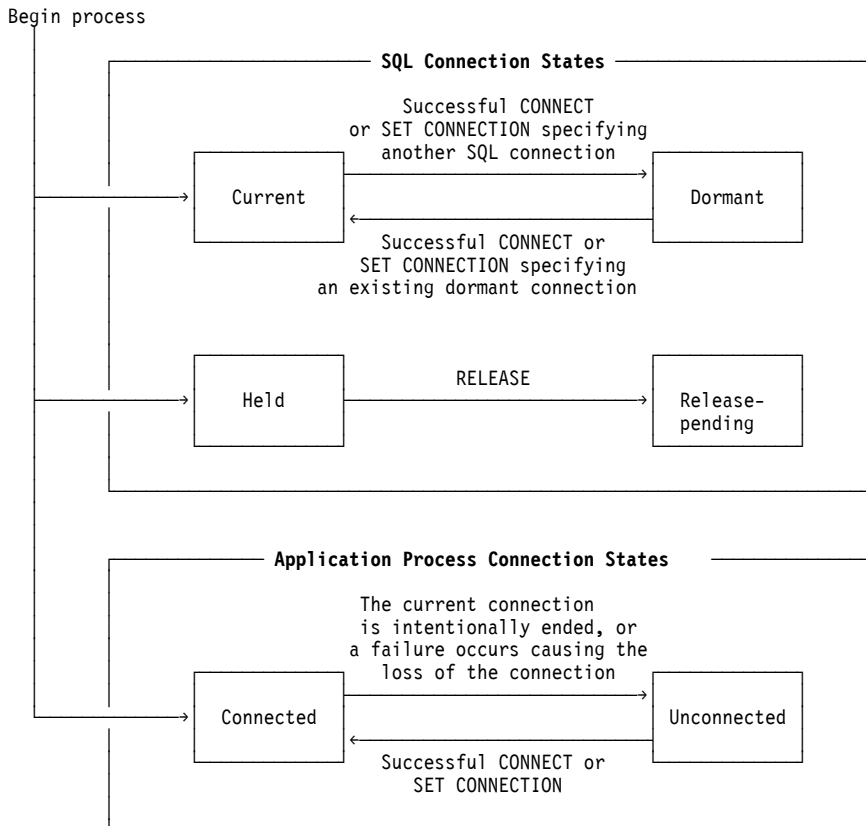 Begin process
SQL Connection States
Successful CONNECT
or SET CONNECTION specifying
another SQL connection
Current
Dormant
Successful CONNECT or
SET CONNECTION specifying
an existing dormant connection
RELEASE
Held
Release-
pending
Application Process Connection States
The current connection
is intentionally ended, or
a failure occurs causing the
loss of the connection
Connected
Unconnected
Successful CONNECT or
SET CONNECTION